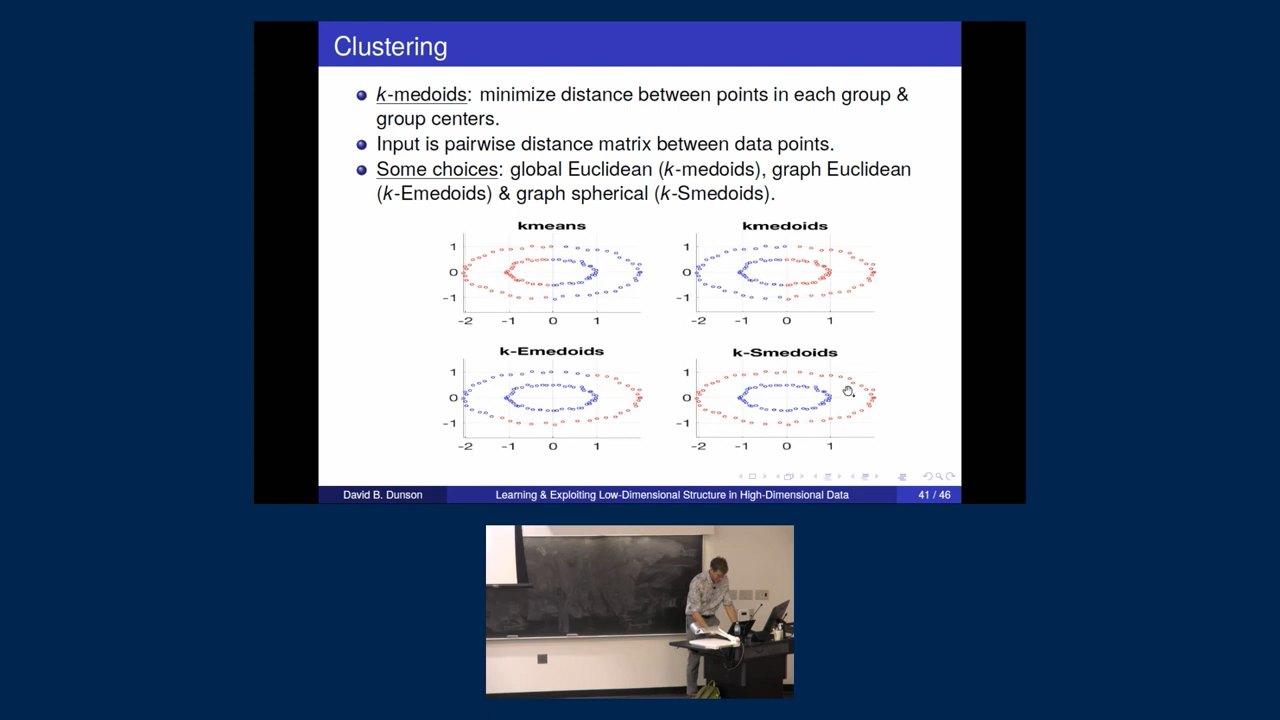 Clustering
k-medoids: minimize distance between points in each group &
group centers.
Input is pairwise distance matrix between data points.
Some choices: global Euclidean (k-medoids), graph Euclidean
(k-Emedoids) & graph spherical (k-Smedoids).
kmeans
1
0
-1
-2 -1 0 1
kmedoids
1
0
-1
-2 -1 0 1
k-Emedoids
1
0
-1
-2 -1 0 1
k-Smedoids
1
0
-1
-2 -1 0 1
David B. Dunson Learning & Exploiting Low-Dimensional Structure in High-Dimensional Data 41 / 46